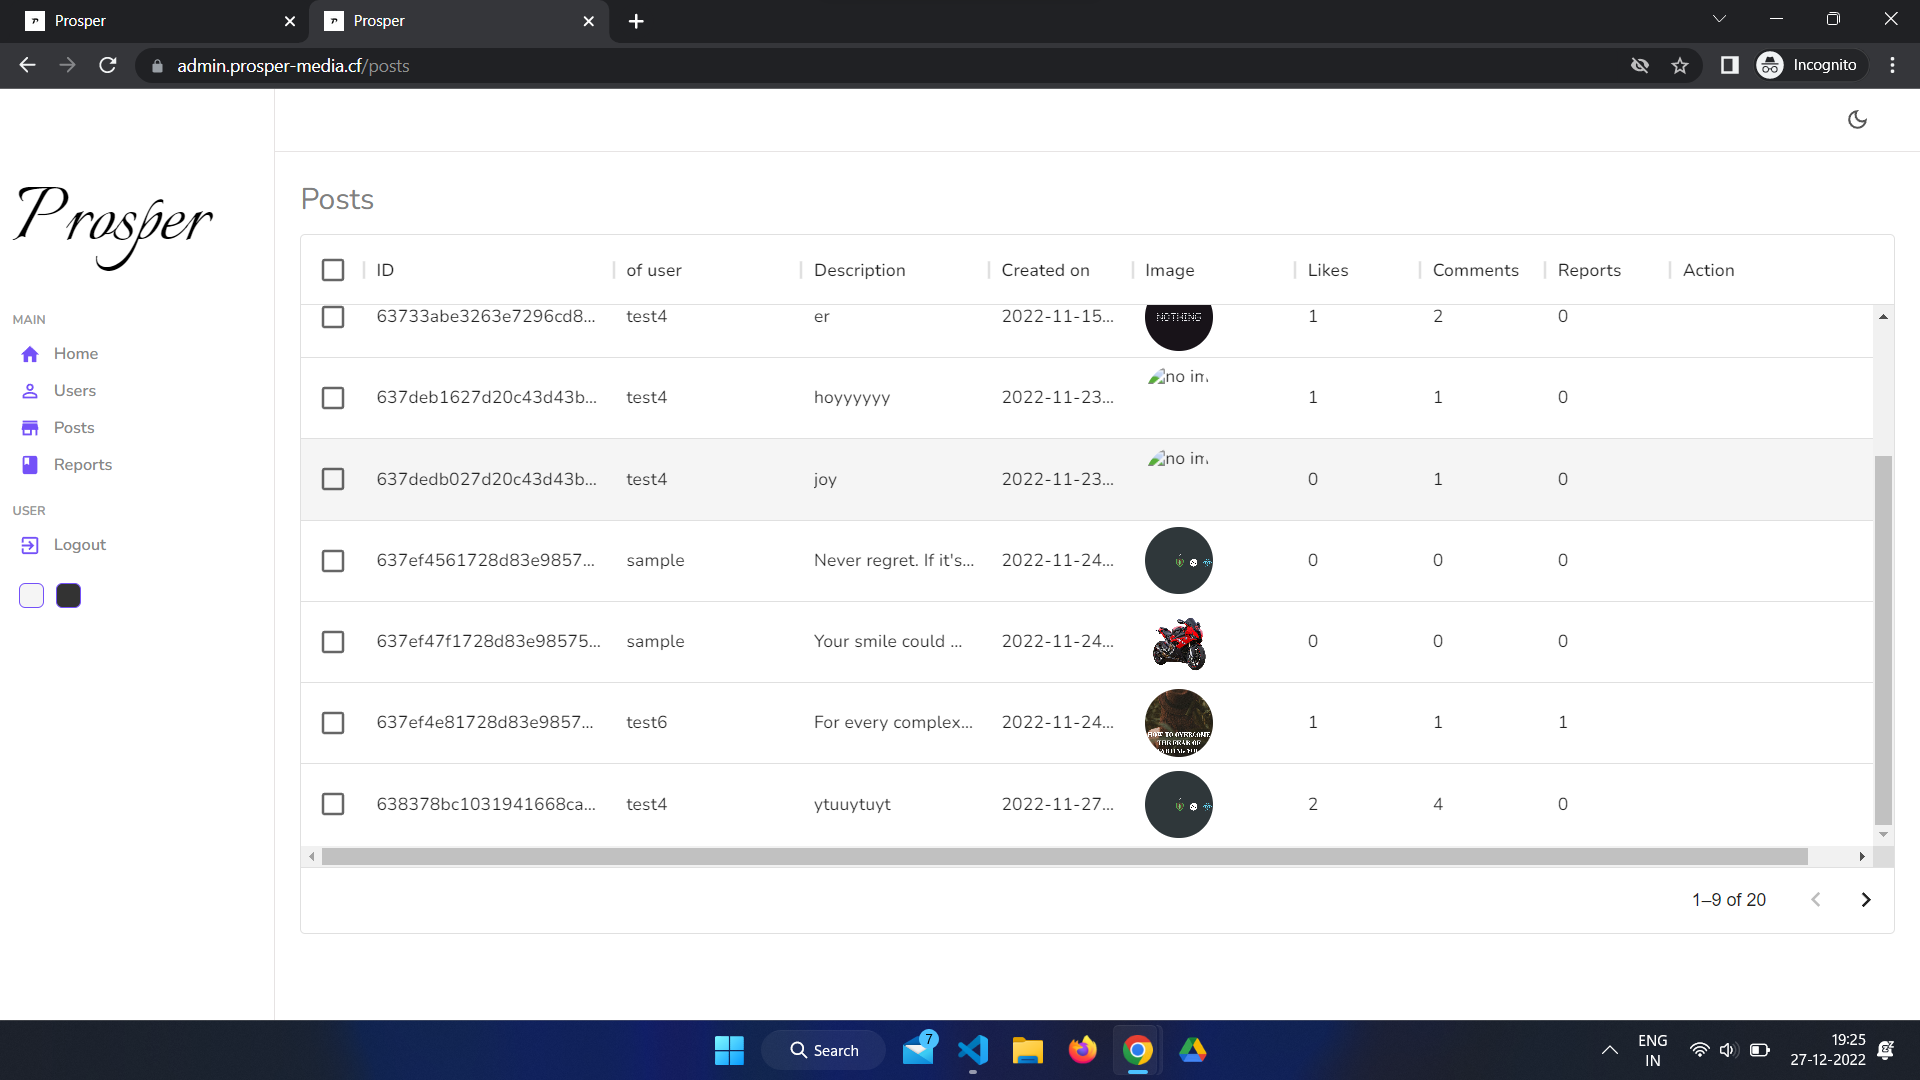 Prosper
Prosper
admin.prosper-media.cf/posts
Incognito
Prosper
MAIN
Home
Users
Posts
Reports
USER
Logout
Posts
ID of user Description Created on Image Likes Comments Reports Action
63733abe3263e7296cd8... test4 er 2022-11-15... NOTHING 1 2 0
637deb1627d20c43d43b... test4 hoyyyyyy 2022-11-23... no im 1 1 0
637dedb027d20c43d43b... test4 joy 2022-11-23... no im 0 1 0
637ef4561728d83e9857... sample Never regret. If it's... 2022-11-24... 0 0 0
637ef47f1728d83e98575... sample Your smile could ... 2022-11-24... 0 0 0
637ef4e81728d83e9857... test6 For every complex... 2022-11-24... 1 1 1
HOW TO OVERCOME
THE FEAR OF
638378bc1031941668ca... test4 ytuuytuyt 2022-11-27... 2 4 0
1–9 of 20
Search
7
ENG
IN
19:25
27-12-2022